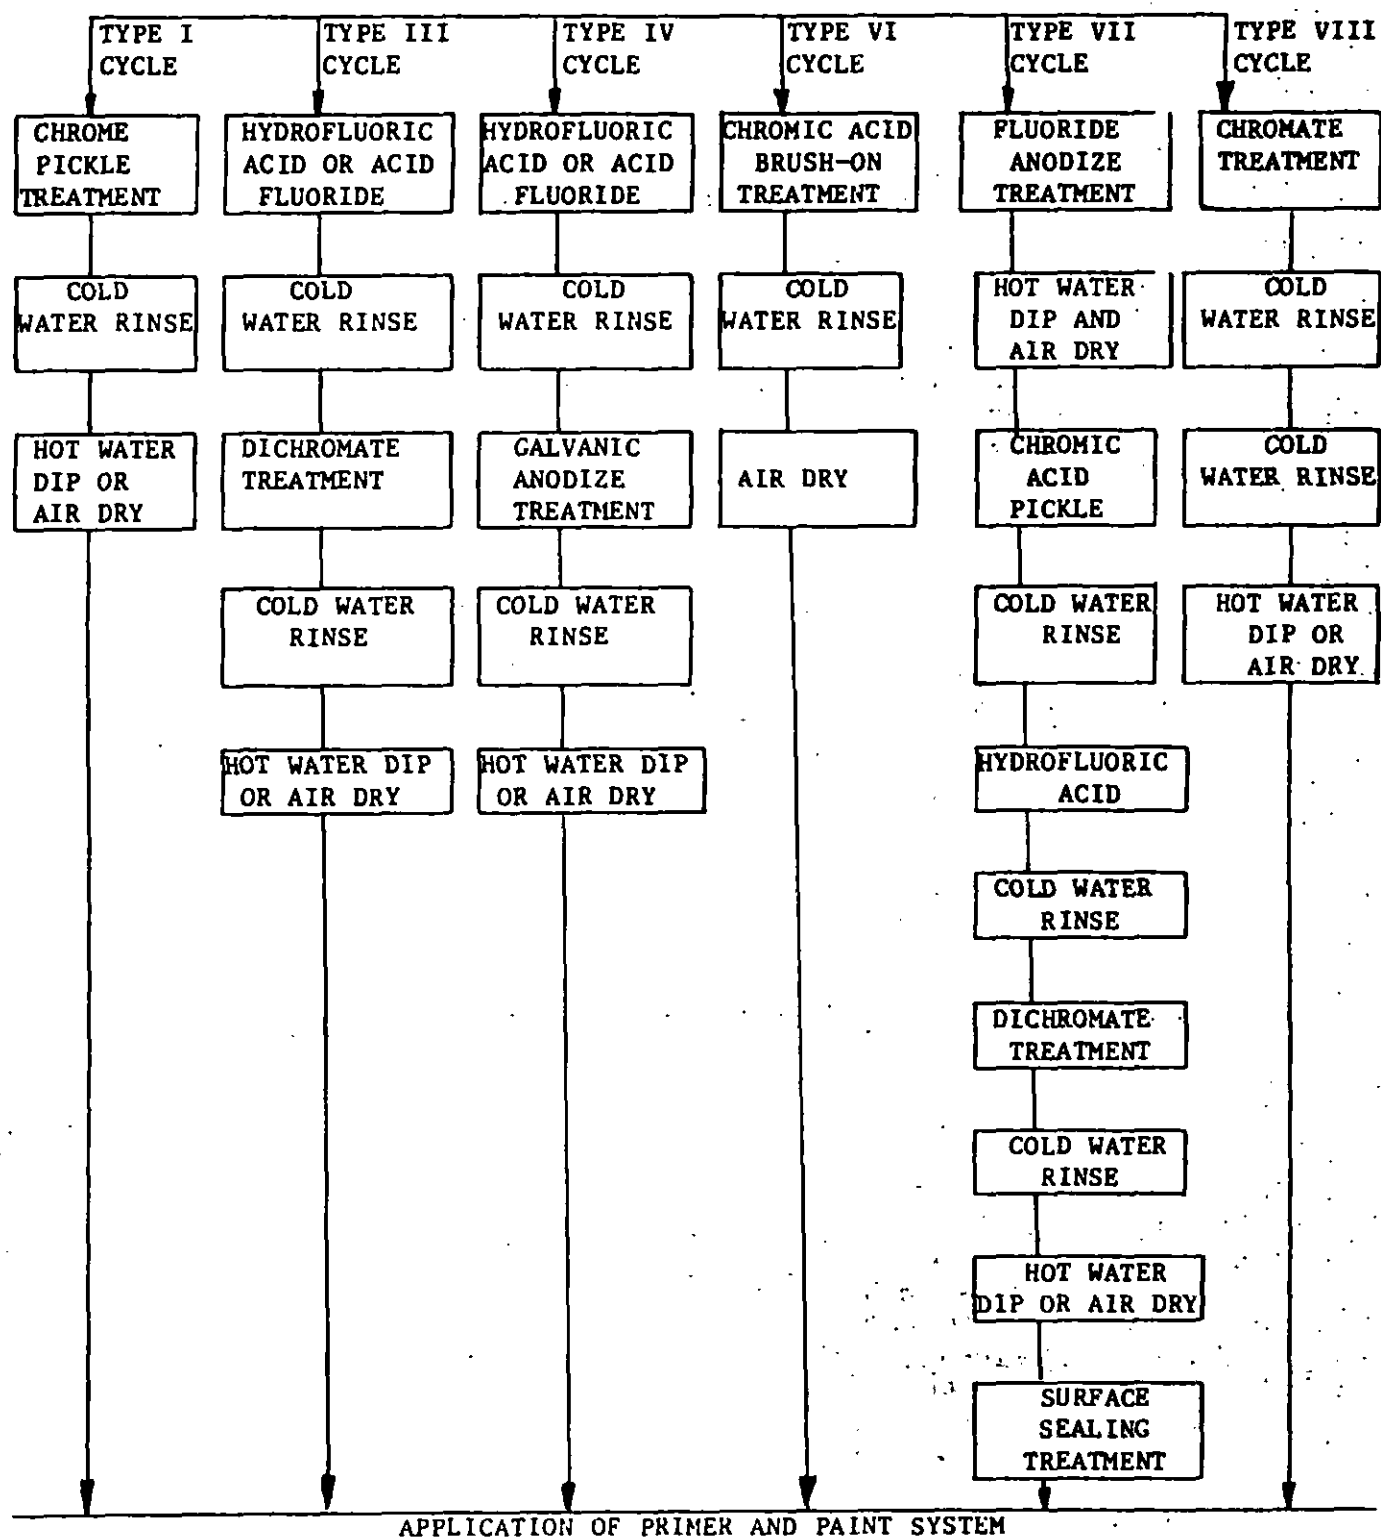 TYPE I
CYCLE
CHROME
PICKLE
TREATMENT
COLD
WATER RINSE
HOT WATER
DIP OR
AIR DRY
TYPE III
CYCLE
HYDROFLUORIC
ACID OR ACID
FLUORIDE
COLD
WATER RINSE
DICHROMATE
TREATMENT
COLD WATER
RINSE
HOT WATER DIP
OR AIR DRY
TYPE IV
CYCLE
HYDROFLUORIC
ACID OR ACID
FLUORIDE
COLD
WATER RINSE
GALVANIC
ANODIZE
TREATMENT
COLD WATER
RINSE
HOT WATER DIP
OR AIR DRY
TYPE VI
CYCLE
CHROMIC ACID
BRUSH-ON
TREATMENT
COLD
WATER RINSE
AIR DRY
TYPE VII
CYCLE
FLUORIDE
ANODIZE
TREATMENT
HOT WATER
DIP AND
AIR DRY
CHROMIC
ACID
PICKLE
COLD WATER
RINSE
HYDROFLUORIC
ACID
COLD WATER
RINSE
DICHROMATE
TREATMENT
COLD WATER
RINSE
HOT WATER
DIP OR AIR DRY
SURFACE
SEALING
TREATMENT
TYPE VIII
CYCLE
CHROMATE
TREATMENT
COLD
WATER RINSE
COLD
WATER RINSE
HOT WATER
DIP OR
AIR DRY
APPLICATION OF PRIMER AND PAINT SYSTEM